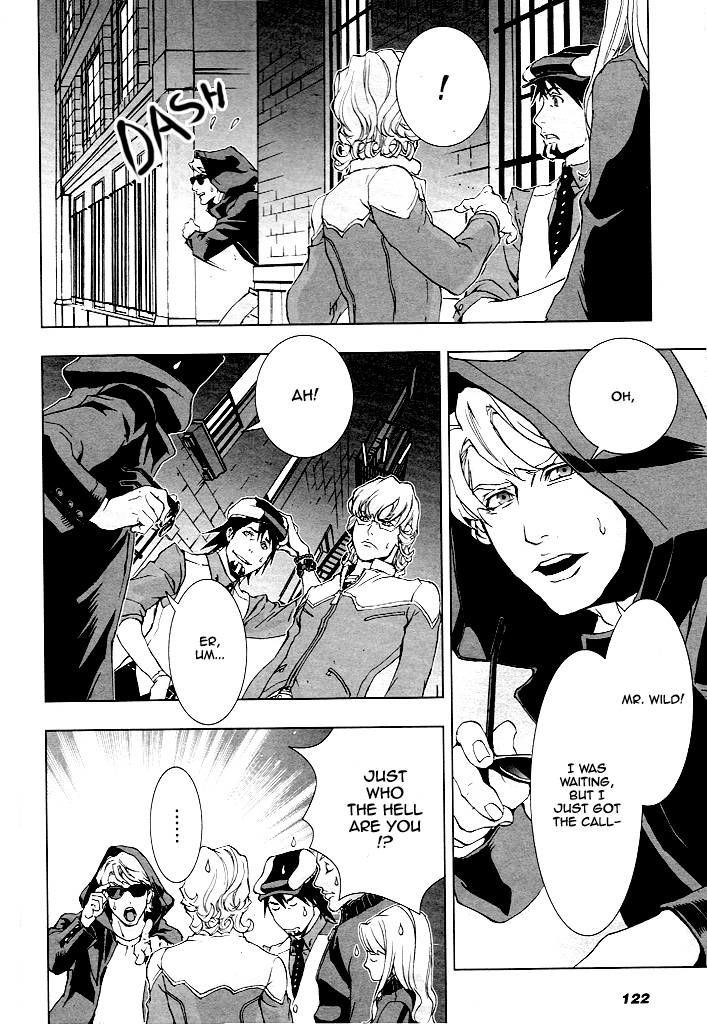 !
DASH
OH,
MR. WILD!
I WAS
WAITING,
BUT I
JUST GOT
THE CALL-
AH!
ER,
UM...
JUST
WHO
THE HELL
ARE YOU
!?
......
122